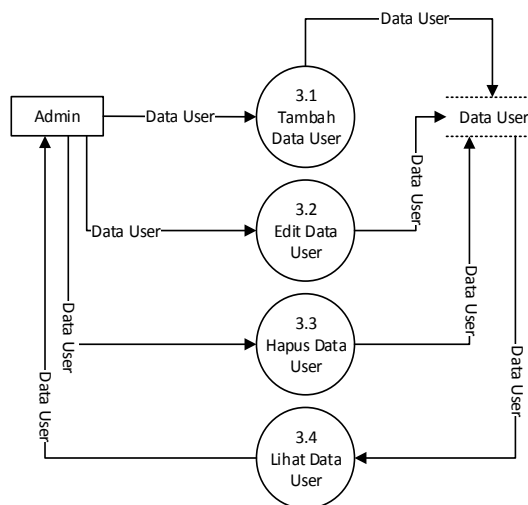 Data User
3.1
Tambah
Data User
Admin
Data User
Data User
Data User
3.2
Edit Data
User
Data User
Data User
3.3
Hapus Data
User
Data User
Data User
Data User
Data User
3.4
Lihat Data
User